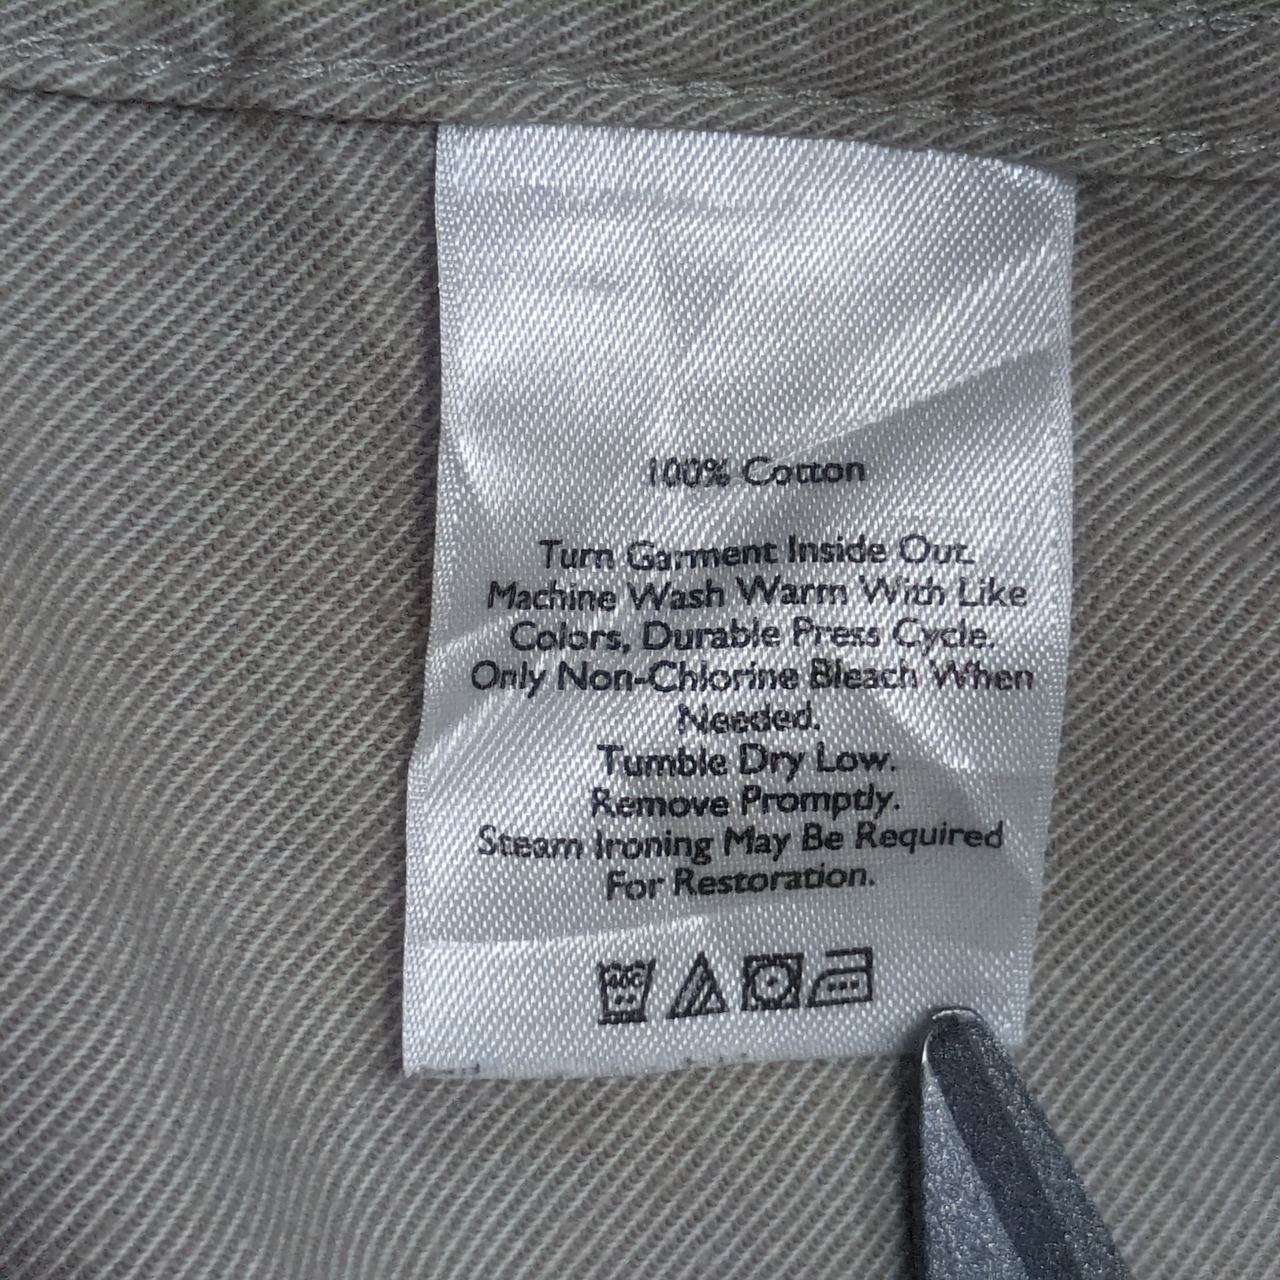 100% Cotton
Turn Garment Inside Out.
Machine Wash Warm With Like
Colors, Durable Press Cycle.
Only Non-Chlorine Bleach When
Needed.
Tumble Dry Low.
Remove Promptly.
Steam Ironing May Be Required
For Restoration.
40C